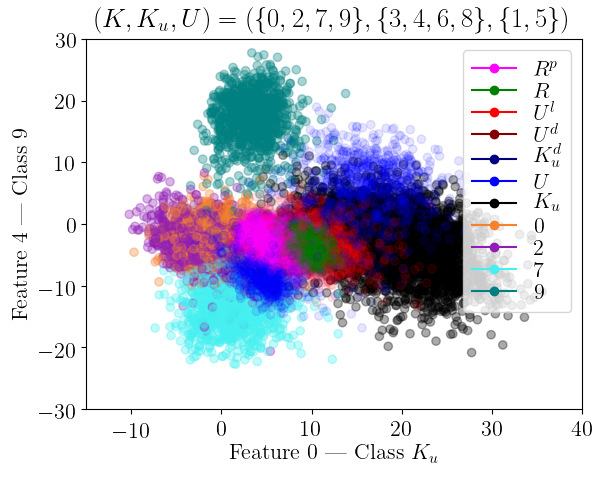 (K, K_u, U) = ({0, 2, 7, 9}, {3, 4, 6, 8}, {1, 5})
30
20
10
0
−10
−20
−30
Feature 4 — Class 9
R^p
R
U^l
U^d
K_u^d
U
K_u
0
2
7
9
−10
0
10
20
30
40
Feature 0 — Class K_u